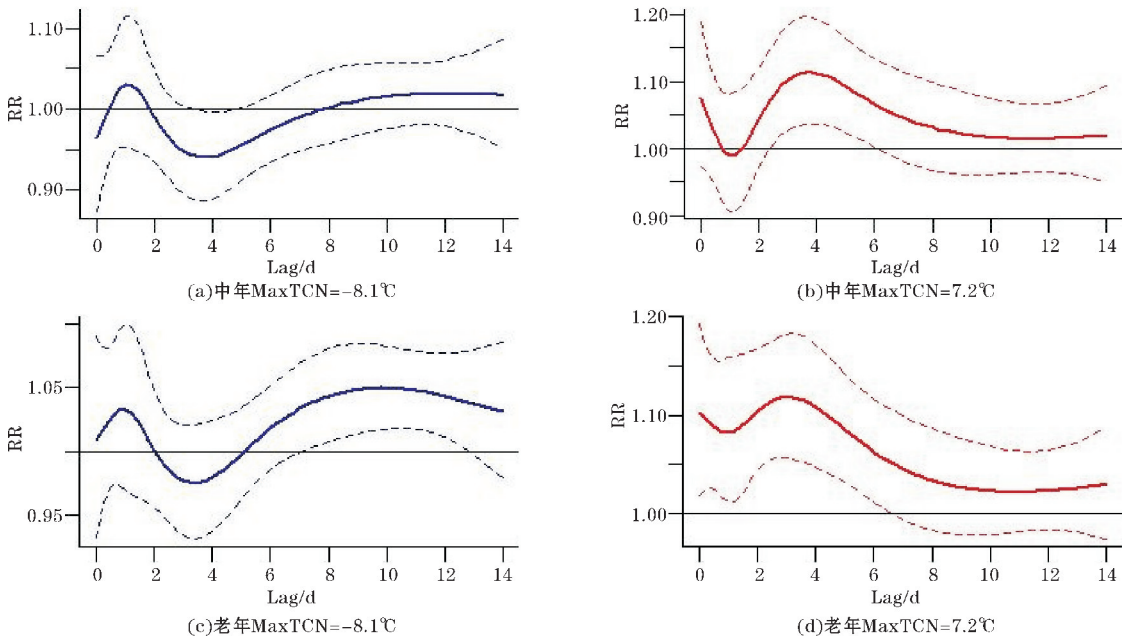 1.10
1.00
0.90
RR
0 2 4 6 8 10 12 14
Lag/d
(a)中年MaxTCN=-8.1℃
1.20
1.10
1.00
0.90
RR
0 2 4 6 8 10 12 14
Lag/d
(b)中年MaxTCN=7.2℃
1.05
0.95
RR
0 2 4 6 8 10 12 14
Lag/d
(c)老年MaxTCN=-8.1℃
1.20
1.10
1.00
RR
0 2 4 6 8 10 12 14
Lag/d
(d)老年MaxTCN=7.2℃